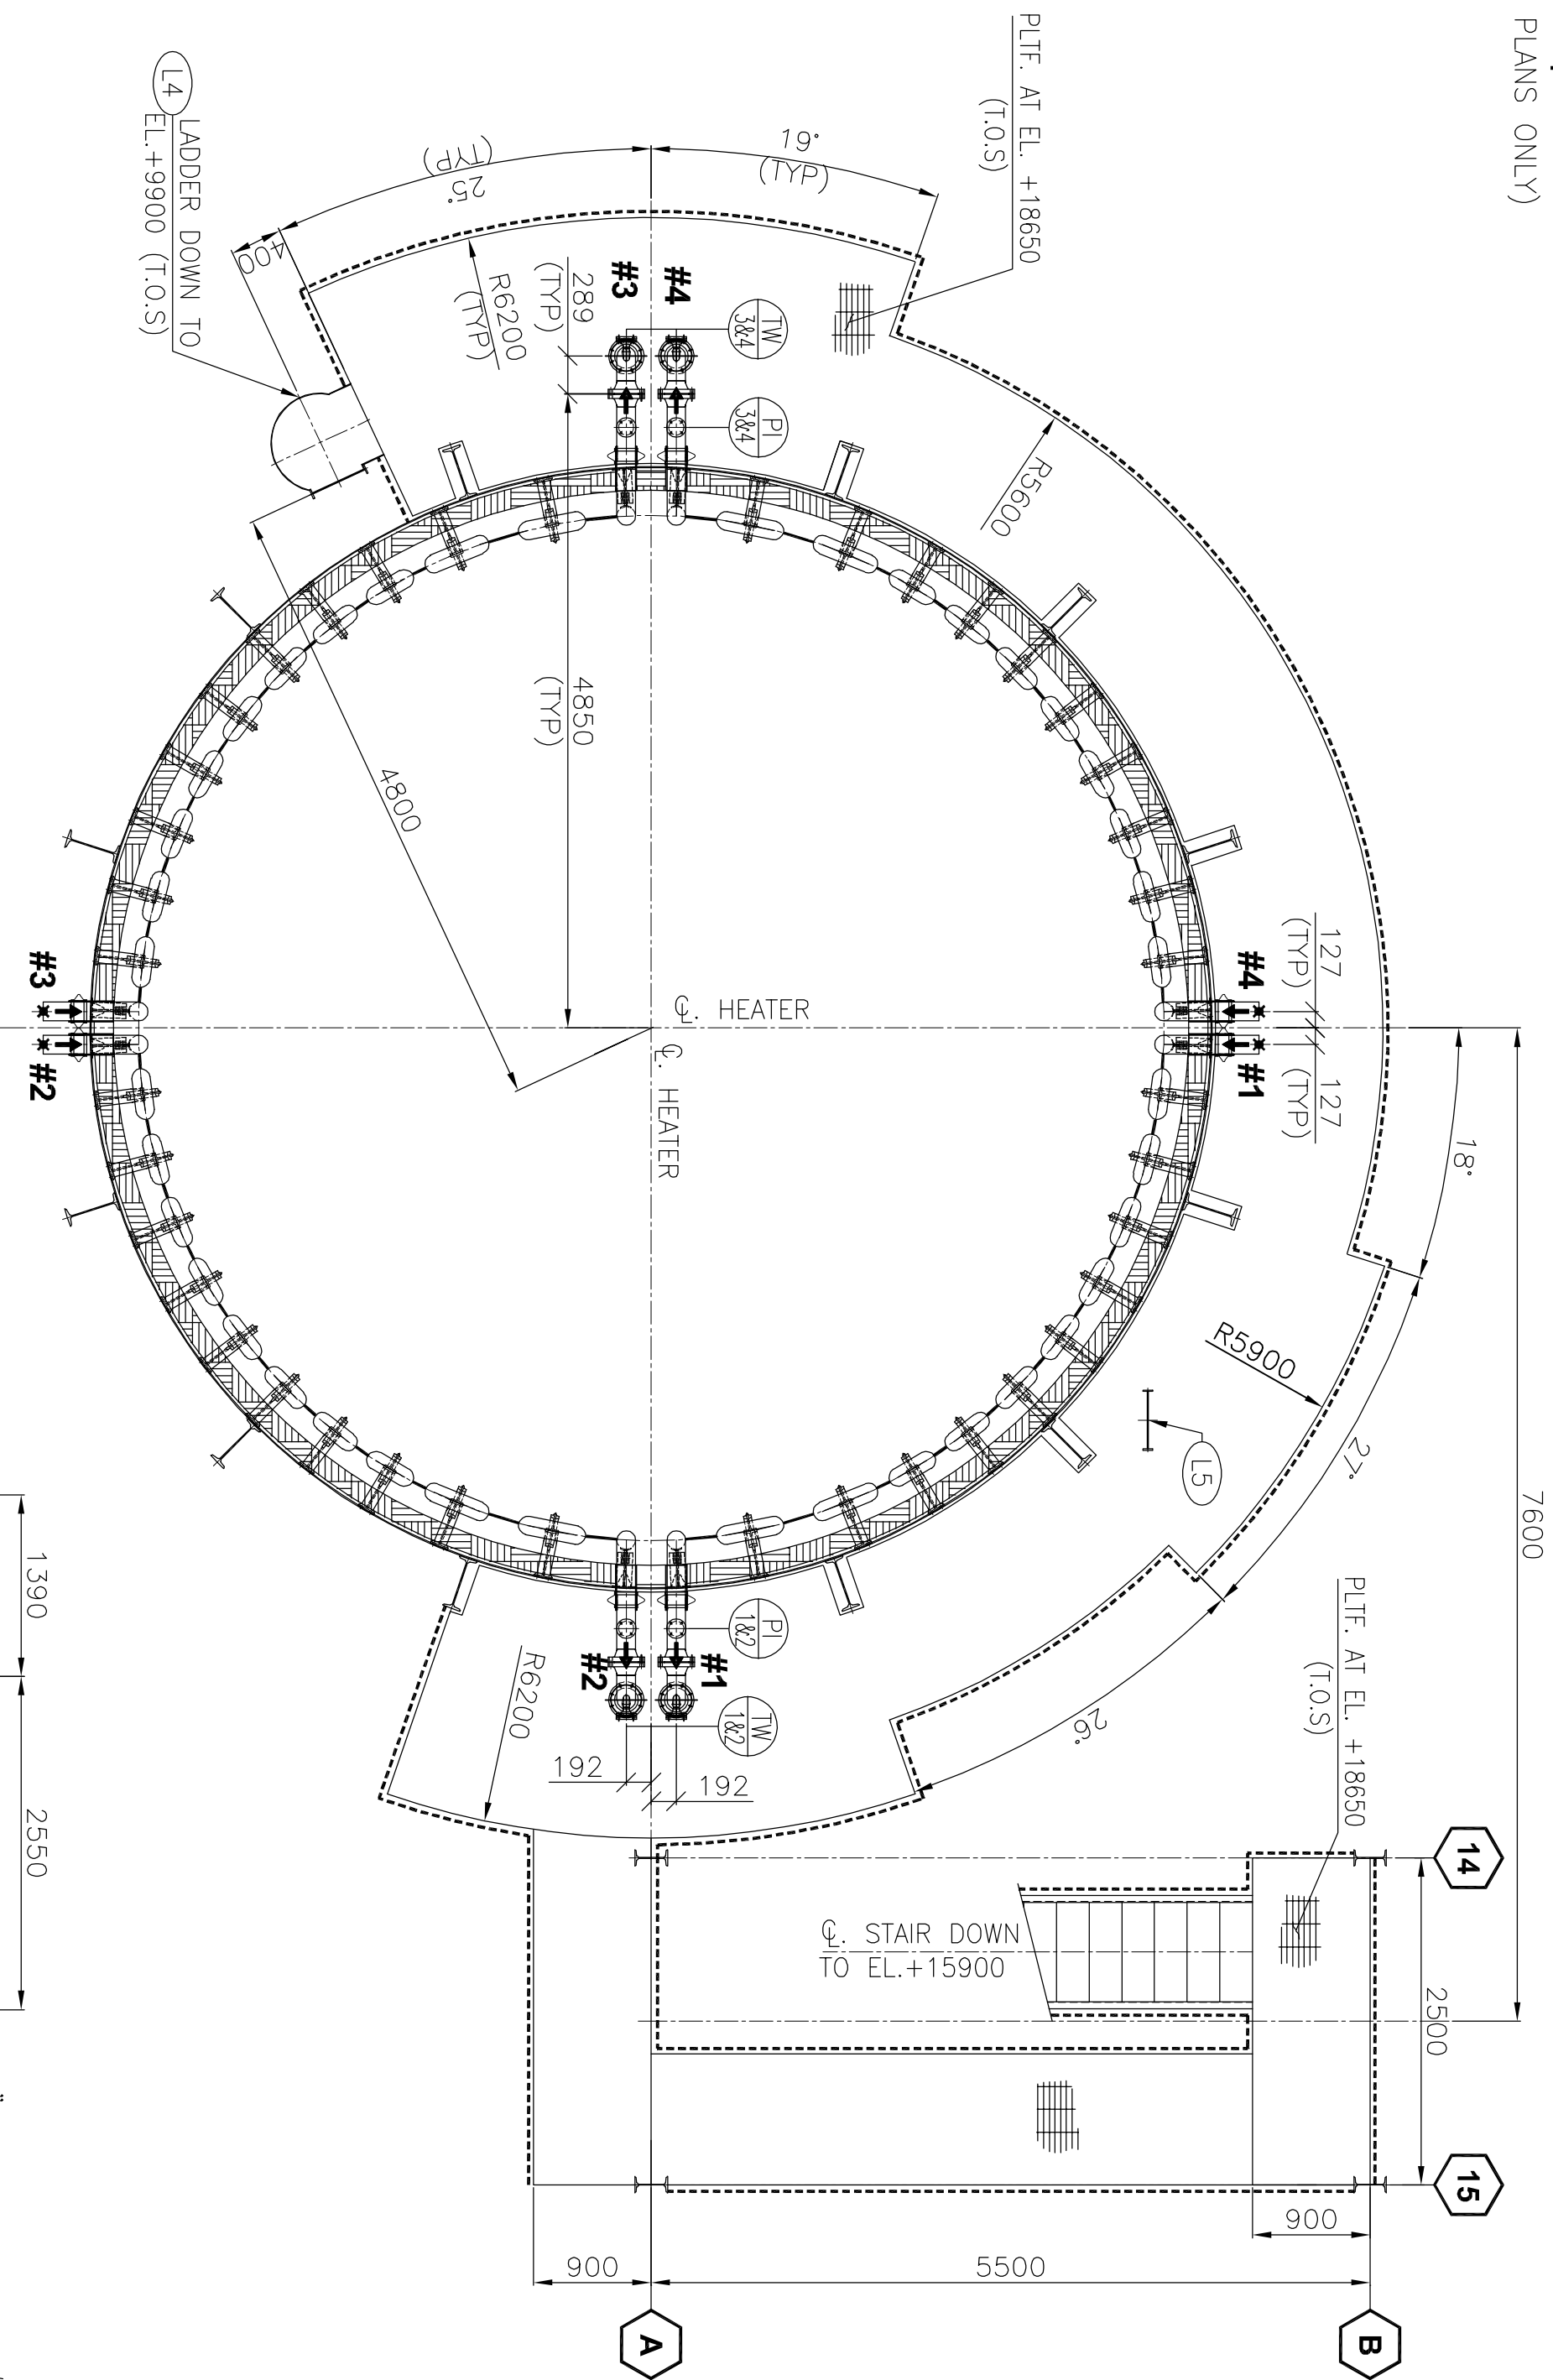 PLANS ONLY)
PLTF. AT EL. +18650
(T.O.S)
19°
(TYP)
25°
(TYP)
400
L4
LADDER DOWN TO
EL.+9900 (T.O.S)
R6200
(TYP)
289
(TYP)
#3
#4
TW
3&4
PI
3&4
R5600
4850
(TYP)
4800
℄. HEATER
℄. HEATER
127
(TYP)
127
(TYP)
#4
#1
#3
#2
18°
27°
26°
7600
R5900
L5
PI
1&2
TW
1&2
#2
#1
R6200
192
192
PLTF. AT EL. +18650
(T.O.S)
14
15
2500
℄. STAIR DOWN
TO EL.+15900
900
5500
900
A
B
1390
2550